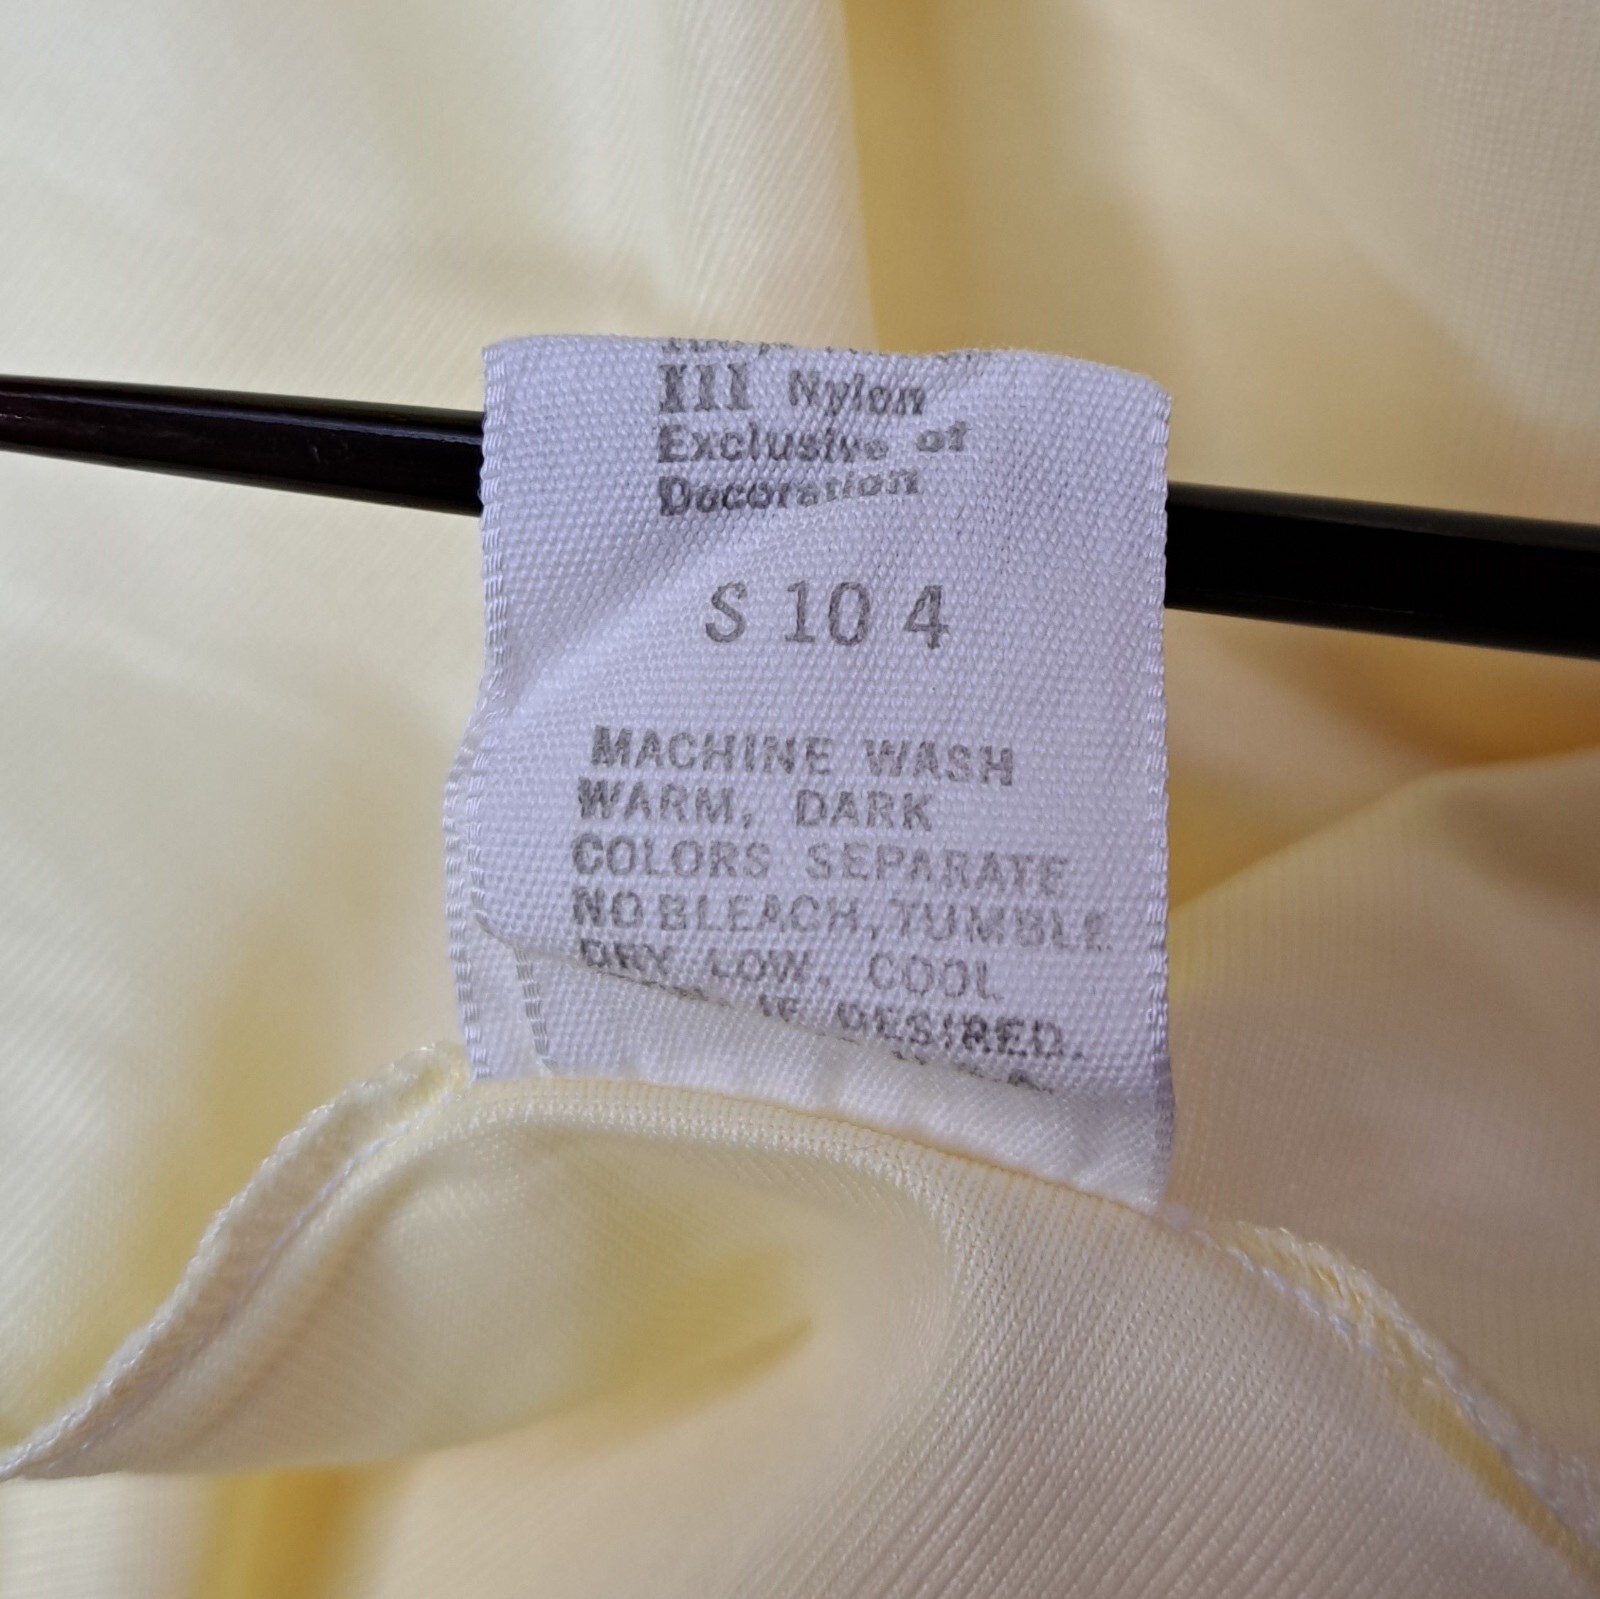 III Nylon
Exclusive of
Decoration
S 10 4
MACHINE WASH
WARM, DARK
COLORS SEPARATE
NO BLEACH, TUMBLE
DRY LOW. COOL
IF DESIRED.